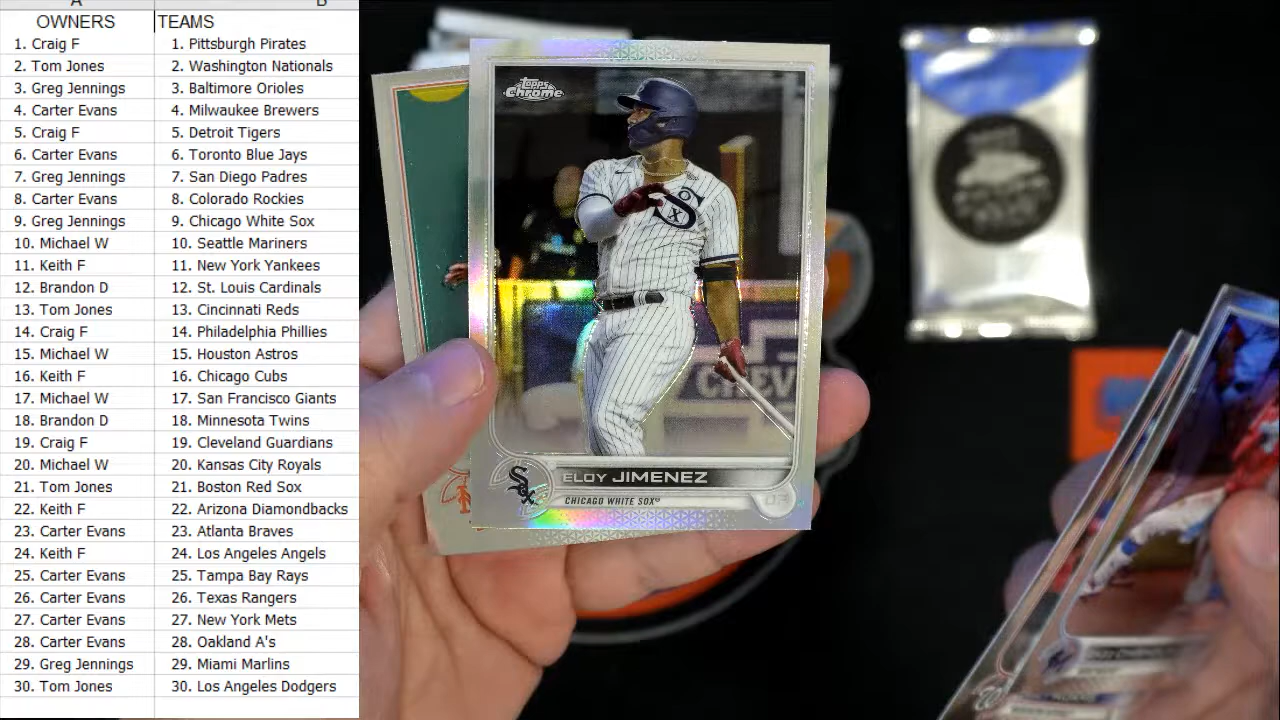 OWNERS TEAMS
1. Craig F 1. Pittsburgh Pirates
2. Tom Jones 2. Washington Nationals
3. Greg Jennings 3. Baltimore Orioles
4. Carter Evans 4. Milwaukee Brewers
5. Craig F 5. Detroit Tigers
6. Carter Evans 6. Toronto Blue Jays
7. Greg Jennings 7. San Diego Padres
8. Carter Evans 8. Colorado Rockies
9. Greg Jennings 9. Chicago White Sox
10. Michael W 10. Seattle Mariners
11. Keith F 11. New York Yankees
12. Brandon D 12. St. Louis Cardinals
13. Tom Jones 13. Cincinnati Reds
14. Craig F 14. Philadelphia Phillies
15. Michael W 15. Houston Astros
16. Keith F 16. Chicago Cubs
17. Michael W 17. San Francisco Giants
18. Brandon D 18. Minnesota Twins
19. Craig F 19. Cleveland Guardians
20. Michael W 20. Kansas City Royals
21. Tom Jones 21. Boston Red Sox
22. Keith F 22. Arizona Diamondbacks
23. Carter Evans 23. Atlanta Braves
24. Keith F 24. Los Angeles Angels
25. Carter Evans 25. Tampa Bay Rays
26. Carter Evans 26. Texas Rangers
27. Carter Evans 27. New York Mets
28. Carter Evans 28. Oakland A's
29. Greg Jennings 29. Miami Marlins
30. Tom Jones 30. Los Angeles Dodgers
topps
Chrome
SOX
CHEV
Sox
ELOY JIMENEZ
CHICAGO WHITE SOX®